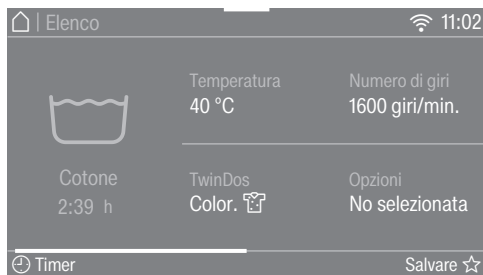 | Elenco
11:02
Temperatura
40 °C
Numero di giri
1600 giri/min.
Cotone
2:39 h
TwinDos
Color.
Opzioni
No selezionata
Timer
Salvare